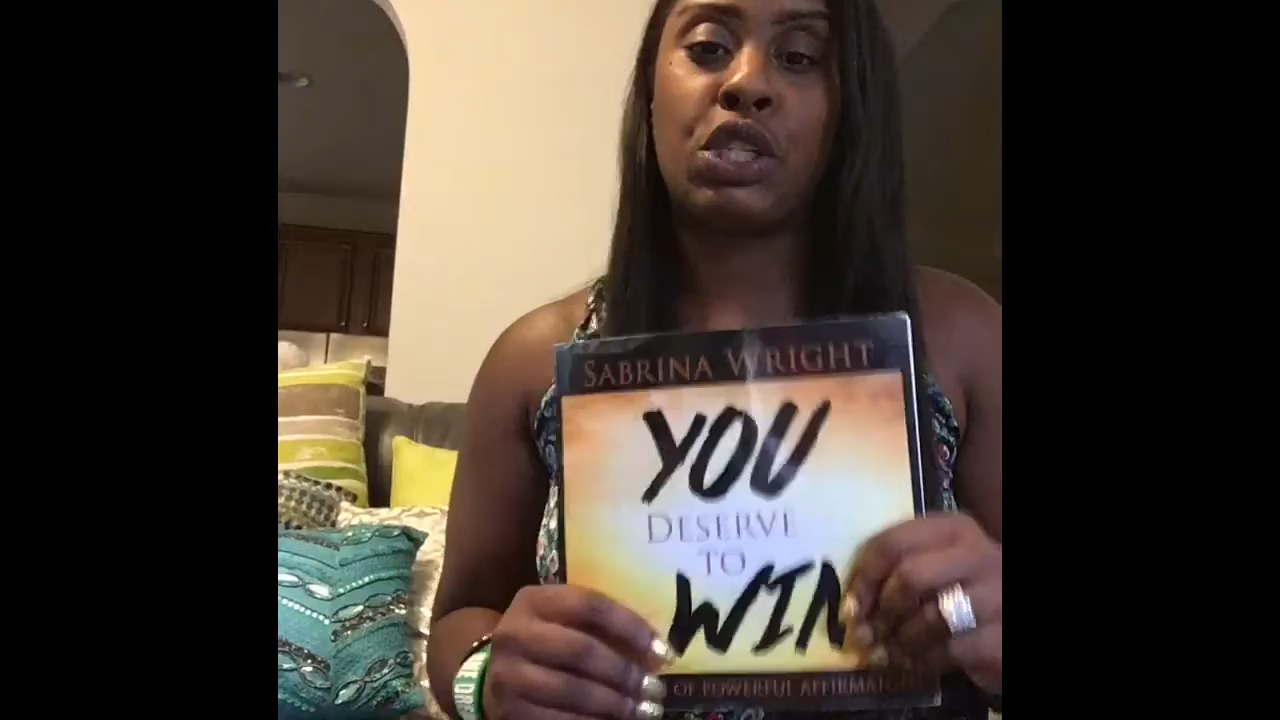 SABRINA WRIGHT
YOU
DESERVE
TO
WIN
OF POWERFUL